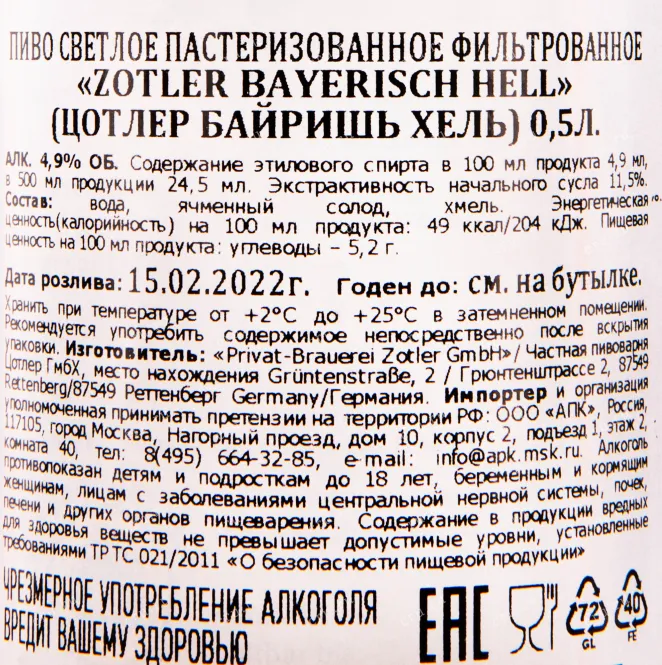 ПИВО СВЕТЛОЕ ПАСТЕРИЗОВАННОЕ ФИЛЬТРОВАННОЕ
«ZOTLER BAYERISCH HELL»
(ЦОТЛЕР БАЙРИШЬ ХЕЛЬ) 0,5Л.
АЛК. 4,9% ОБ. Содержание этилового спирта в 100 мл продукта 4,9 мл,
в 500 мл продукции 24,5 мл. Экстрактивность начального сусла 11,5%.
Состав: вода, ячменный солод, хмель. Энергетическая
ценность(калорийность) на 100 мл продукта: 49 ккал/204 кДж. Пищевая
ценность на 100 мл продукта: углеводы – 5,2 г.
Дата розлива: 15.02.2022г. Годен до: см. на бутылке.
Хранить при температуре от +2°C до +25°C в затемненном помещении.
Рекомендуется употребить содержимое непосредственно после вскрытия
упаковки. Изготовитель: «Privat-Brauerei Zotler GmbH»/ Частная пивоварня
Цотлер ГмбХ, место нахождения Grüntenstraße, 2 / Грюнтенштрассе 2, 87549
Rettenberg/87549 Реттенберг Germany/Германия. Импортер и организация
уполномоченная принимать претензии на территории РФ: ООО «АПК», Россия,
117105, город Москва, Нагорный проезд, дом 10, корпус 2, подъезд 1, этаж 2,
комната 40, тел: 8(495) 664-32-85, e-mail: info@apk.msk.ru. Алкоголь
противопоказан детям и подросткам до 18 лет, беременным и кормящим
женщинам, лицам с заболеваниями центральной нервной системы, почек,
печени и других органов пищеварения. Содержание в продукции вредных
для здоровья веществ не превышает допустимые уровни, установленные
требованиями ТР ТС 021/2011 «О безопасности пищевой продукции»
ЧРЕЗМЕРНОЕ УПОТРЕБЛЕНИЕ АЛКОГОЛЯ
ВРЕДИТ ВАШЕМУ ЗДОРОВЬЮ
EAC
72
GL
40
FE